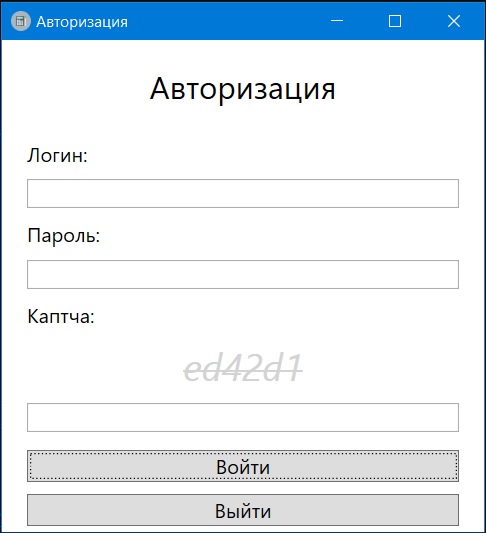 Авторизация
Авторизация
Логин:
Пароль:
Каптча:
ed42d1
Войти
Выйти